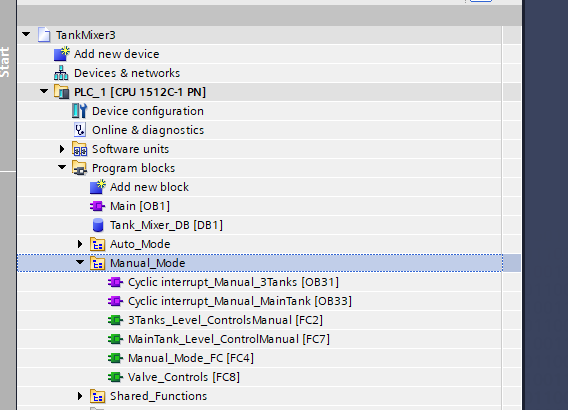 Start
TankMixer3
Add new device
Devices & networks
PLC_1 [CPU 1512C-1 PN]
Device configuration
Online & diagnostics
Software units
Program blocks
Add new block
Main [OB1]
Tank_Mixer_DB [DB1]
Auto_Mode
Manual_Mode
Cyclic interrupt_Manual_3Tanks [OB31]
Cyclic interrupt_Manual_MainTank [OB33]
3Tanks_Level_ControlsManual [FC2]
MainTank_Level_ControlManual [FC7]
Manual_Mode_FC [FC4]
Valve_Controls [FC8]
Shared_Functions